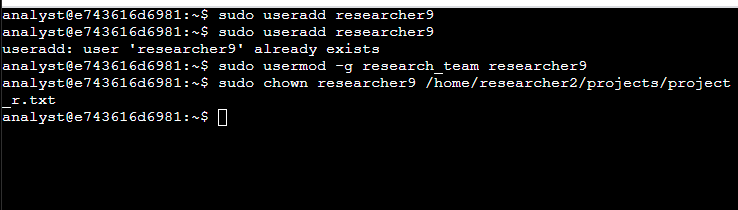 analyst@e743616d6981:~$ sudo useradd researcher9
analyst@e743616d6981:~$ sudo useradd researcher9
useradd: user 'researcher9' already exists
analyst@e743616d6981:~$ sudo usermod -g research_team researcher9
analyst@e743616d6981:~$ sudo chown researcher9 /home/researcher2/projects/project
_r.txt
analyst@e743616d6981:~$